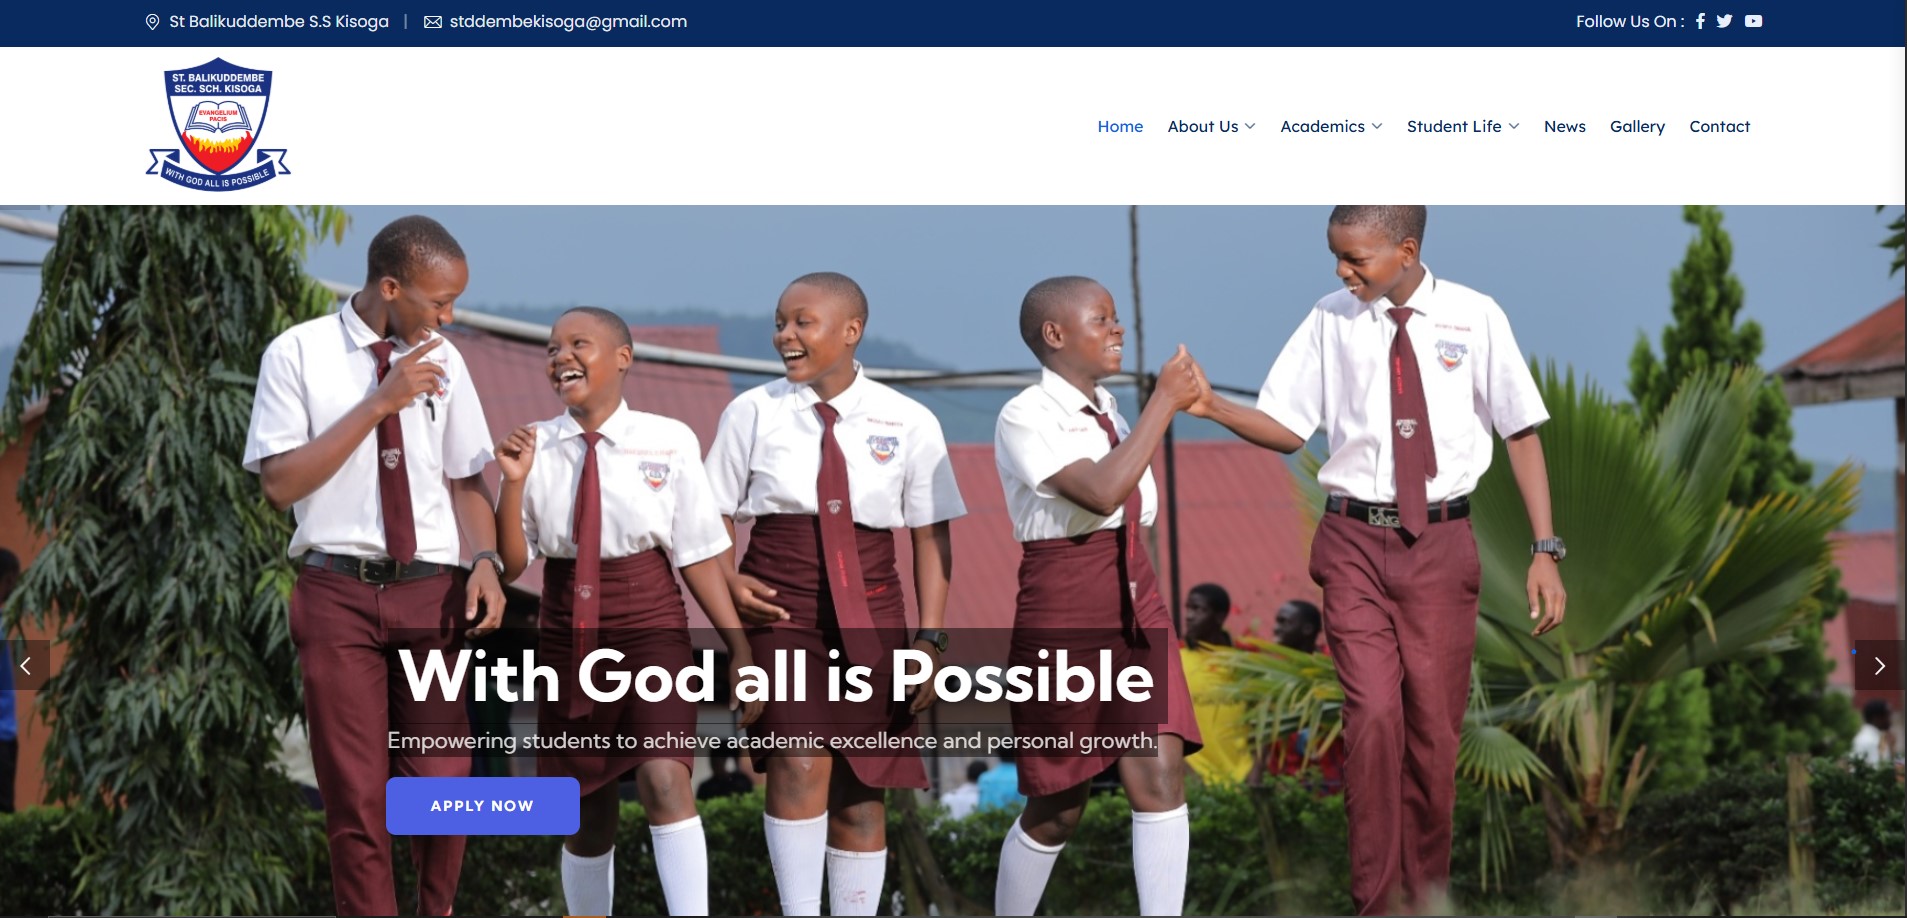 St Balikuddembe S.S Kisoga | stddembekisoga@gmail.com
Follow Us On :
ST. BALIKUDDEMBE
SEC. SCH. KISOGA
EVANGELIUM
PACIS
WITH GOD ALL IS POSSIBLE
Home About Us Academics Student Life News Gallery Contact
KING
With God all is Possible
Empowering students to achieve academic excellence and personal growth.
APPLY NOW